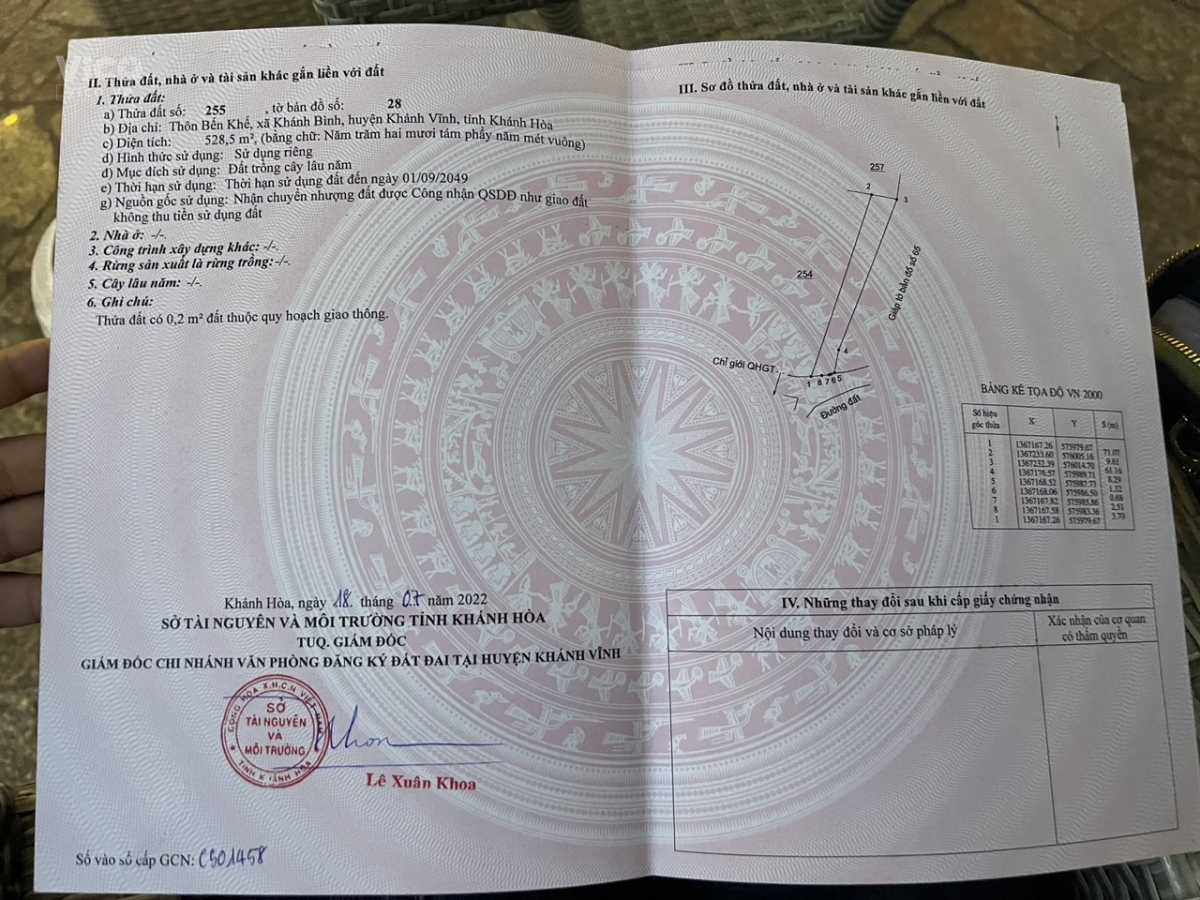 II. Thửa đất, nhà ở và tài sản khác gắn liền với đất
1. Thửa đất:
a) Thửa đất số: 255 , tờ bản đồ số: 28
b) Địa chỉ: Thôn Bến Khế, xã Khánh Bình, huyện Khánh Vĩnh, tỉnh Khánh Hòa
c) Diện tích: 528,5 m², (bằng chữ: Năm trăm hai mươi tám phẩy năm mét vuông)
d) Hình thức sử dụng: Sử dụng riêng
đ) Mục đích sử dụng: Đất trồng cây lâu năm
e) Thời hạn sử dụng: Thời hạn sử dụng đất đến ngày 01/09/2049
g) Nguồn gốc sử dụng: Nhận chuyển nhượng đất được Công nhận QSDĐ như giao đất
không thu tiền sử dụng đất
2. Nhà ở: -/-.
3. Công trình xây dựng khác: -/-.
4. Rừng sản xuất là rừng trồng: -/-.
5. Cây lâu năm: -/-.
6. Ghi chú:
Thửa đất có 0,2 m² đất thuộc quy hoạch giao thông.
Khánh Hòa, ngày 18. tháng 07 năm 2022
SỞ TÀI NGUYÊN VÀ MÔI TRƯỜNG TỈNH KHÁNH HÒA
TUQ. GIÁM ĐỐC
GIÁM ĐỐC CHI NHÁNH VĂN PHÒNG ĐĂNG KÝ ĐẤT ĐAI TẠI HUYỆN KHÁNH VĨNH
CỘNG HÒA X.H.C.N VIỆT NAM
SỞ
TÀI NGUYÊN
VÀ
MÔI TRƯỜNG
TỈNH KHÁNH HÒA
Lê Xuân Khoa
Số vào sổ cấp GCN: CS01458
III. Sơ đồ thửa đất, nhà ở và tài sản khác gắn liền với đất
257
2
3
254
Giáp tờ bản đồ số 65
4
Chỉ giới QHGT
1 8 7 6 5
Đường đất
BẢNG KÊ TỌA ĐỘ VN 2000
Số hiệu góc thửa X Y S (m)
1 1367167.26 575979.67
71.07
2 1367233.60 576005.16
9.61
3 1367232.39 576014.70
61.16
4 1367176.57 575989.71
8.29
5 1367168.52 575987.73
1.32
6 1367168.06 575986.50
0.68
7 1367167.82 575985.86
2.51
8 1367167.58 575983.36
3.70
1 1367167.26 575979.67
IV. Những thay đổi sau khi cấp giấy chứng nhận
Nội dung thay đổi và cơ sở pháp lý
Xác nhận của cơ quan
có thẩm quyền